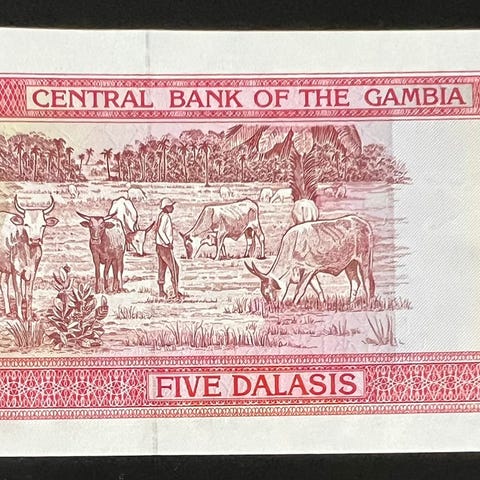 CENTRAL BANK OF THE GAMBIA
FIVE DALASIS